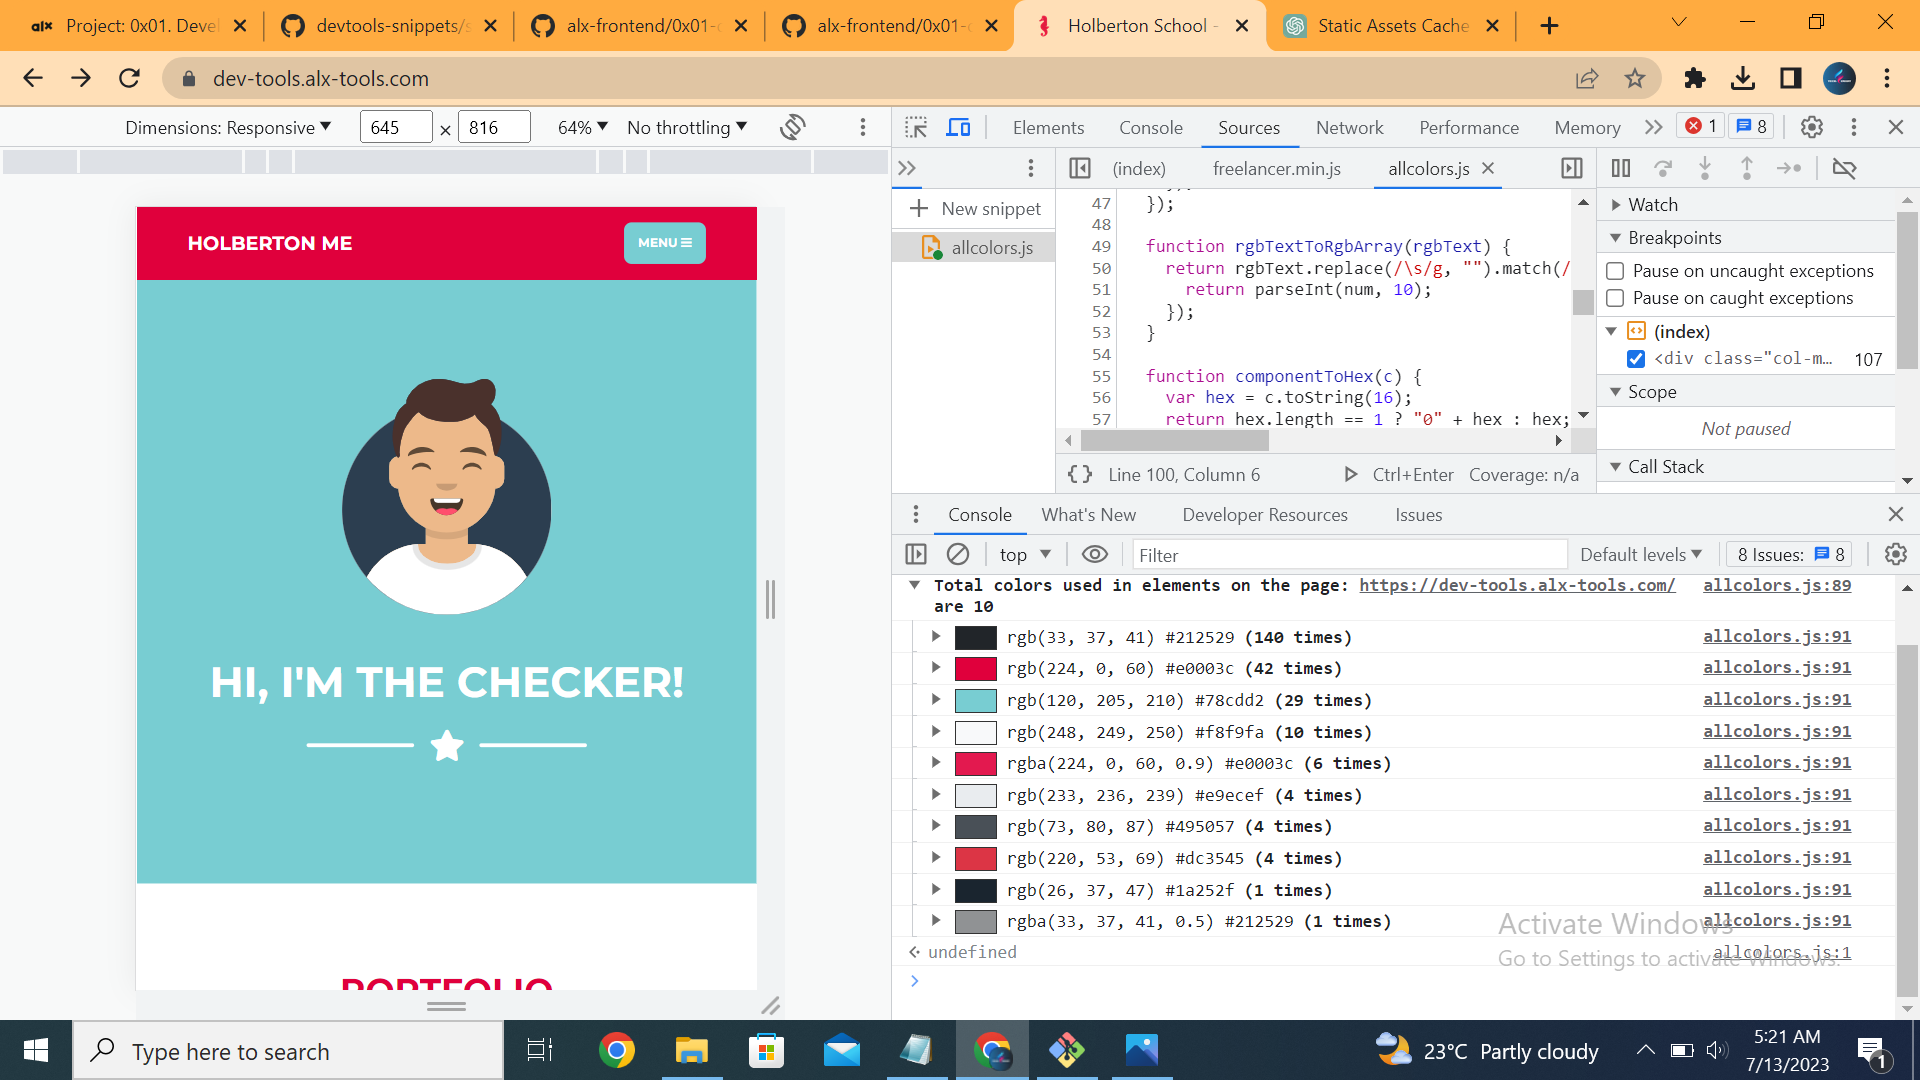 alx Project: 0x01. Devel
devtools-snippets/s
alx-frontend/0x01-c
alx-frontend/0x01-c
Holberton School -
Static Assets Cache
dev-tools.alx-tools.com
Dimensions: Responsive 645 x 816 64% No throttling
Elements Console Sources Network Performance Memory 1 8
(index) freelancer.min.js allcolors.js
New snippet
allcolors.js
47 });
48
49 function rgbTextToRgbArray(rgbText) {
50 return rgbText.replace(/\s/g, "").match(/
51 return parseInt(num, 10);
52 });
53 }
54
55 function componentToHex(c) {
56 var hex = c.toString(16);
57 return hex.length == 1 ? "0" + hex : hex;
{} Line 100, Column 6 Ctrl+Enter Coverage: n/a
Watch
Breakpoints
Pause on uncaught exceptions
Pause on caught exceptions
(index)
<div class="col-m… 107
Scope
Not paused
Call Stack
HOLBERTON ME
MENU
HI, I'M THE CHECKER!
PORTFOLIO
Console What's New Developer Resources Issues
top Filter Default levels 8 Issues: 8
Total colors used in elements on the page: https://dev-tools.alx-tools.com/ allcolors.js:89
are 10
rgb(33, 37, 41) #212529 (140 times) allcolors.js:91
rgb(224, 0, 60) #e0003c (42 times) allcolors.js:91
rgb(120, 205, 210) #78cdd2 (29 times) allcolors.js:91
rgb(248, 249, 250) #f8f9fa (10 times) allcolors.js:91
rgba(224, 0, 60, 0.9) #e0003c (6 times) allcolors.js:91
rgb(233, 236, 239) #e9ecef (4 times) allcolors.js:91
rgb(73, 80, 87) #495057 (4 times) allcolors.js:91
rgb(220, 53, 69) #dc3545 (4 times) allcolors.js:91
rgb(26, 37, 47) #1a252f (1 times) allcolors.js:91
rgba(33, 37, 41, 0.5) #212529 (1 times) allcolors.js:91
undefined allcolors.js:1
Activate Windows
Go to Settings to activate Windows.
Type here to search
23°C Partly cloudy
5:21 AM
7/13/2023
1